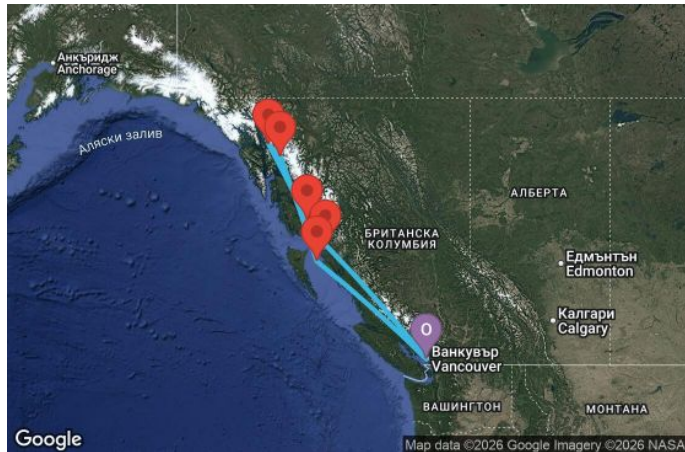 Анкъридж
Anchorage
Аляски залив
АЛБЕРТА
БРИТАНСКА
КОЛУМБИЯ
Едмънтън
Edmonton
Калгари
Calgary
O
Ванкувър
Vancouver
ВАШИНГТОН
МОНТАНА
Google
Map data ©2026 Google Imagery ©2026 NASA